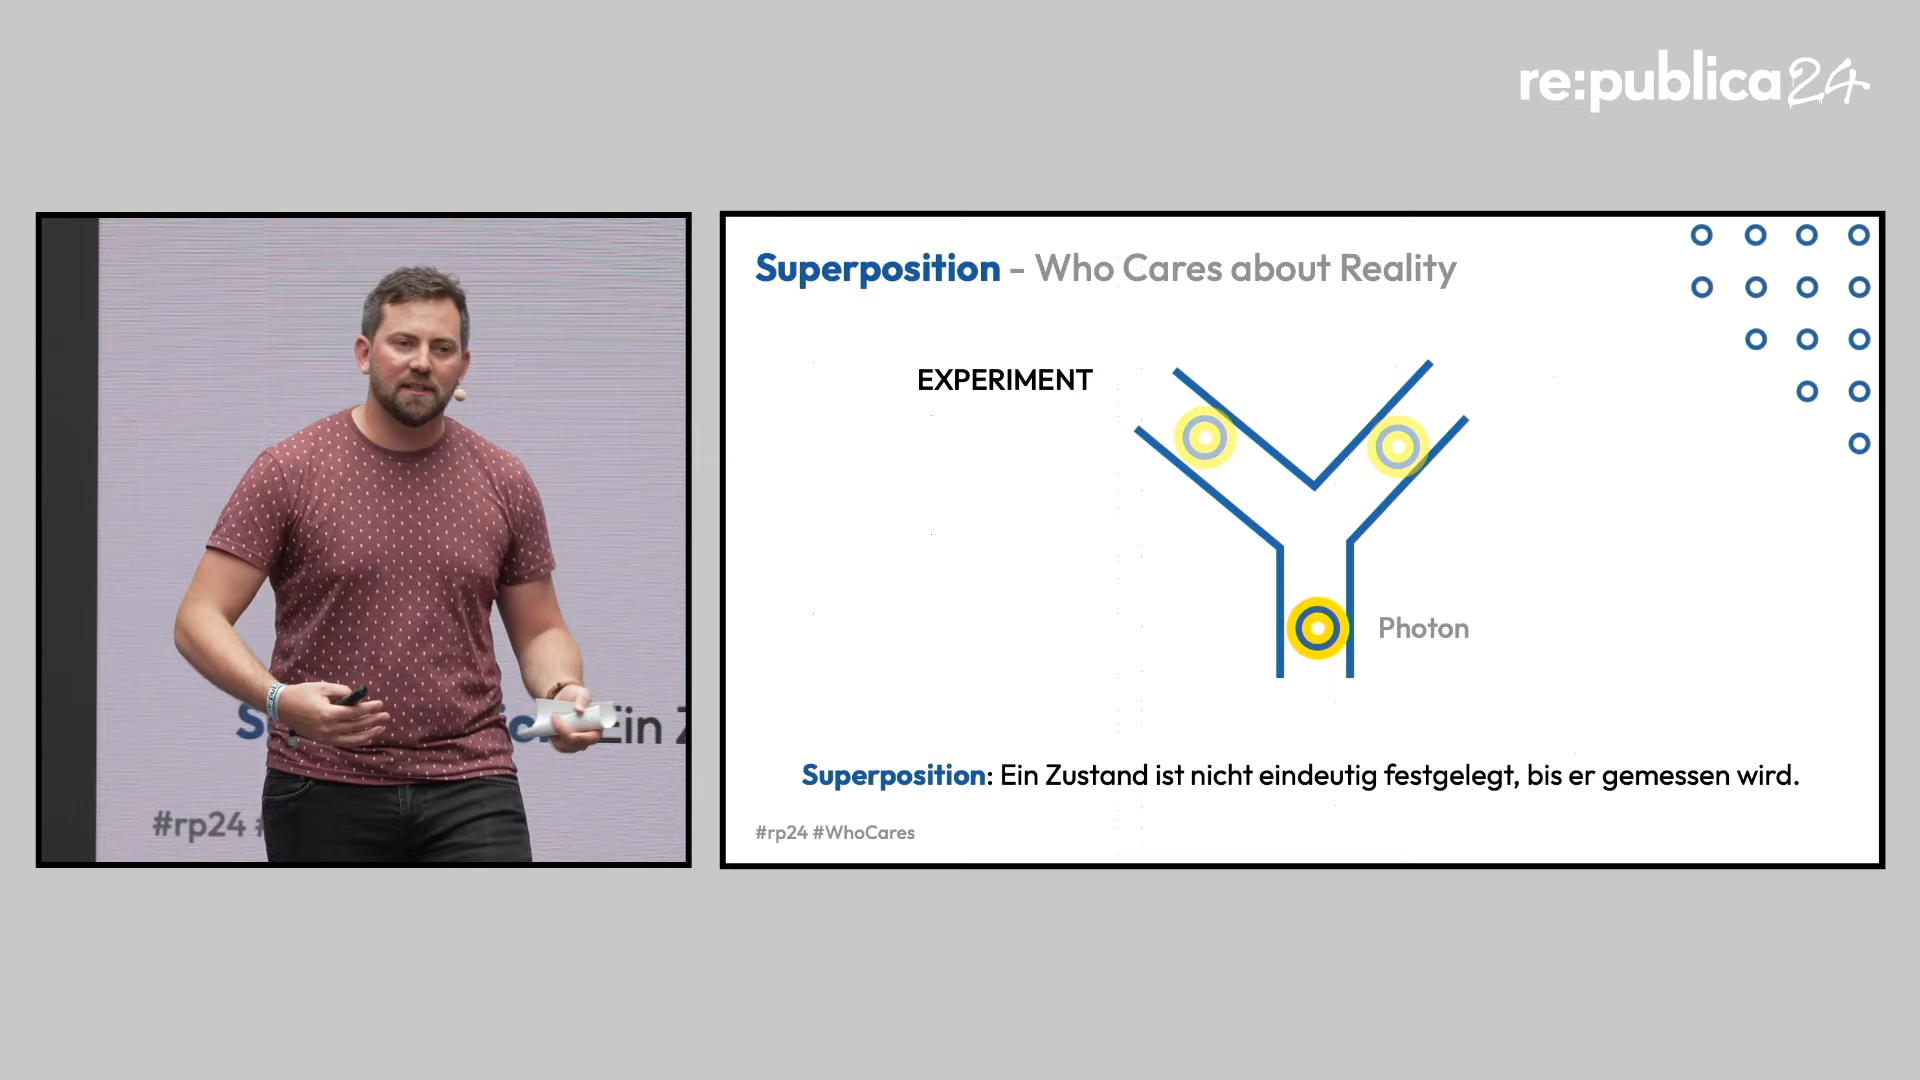 re:publica24
Superposition - Who Cares about Reality
EXPERIMENT
Photon
Superposition: Ein Zustand ist nicht eindeutig festgelegt, bis er gemessen wird.
#rp24 #WhoCares
Ein
#rp24